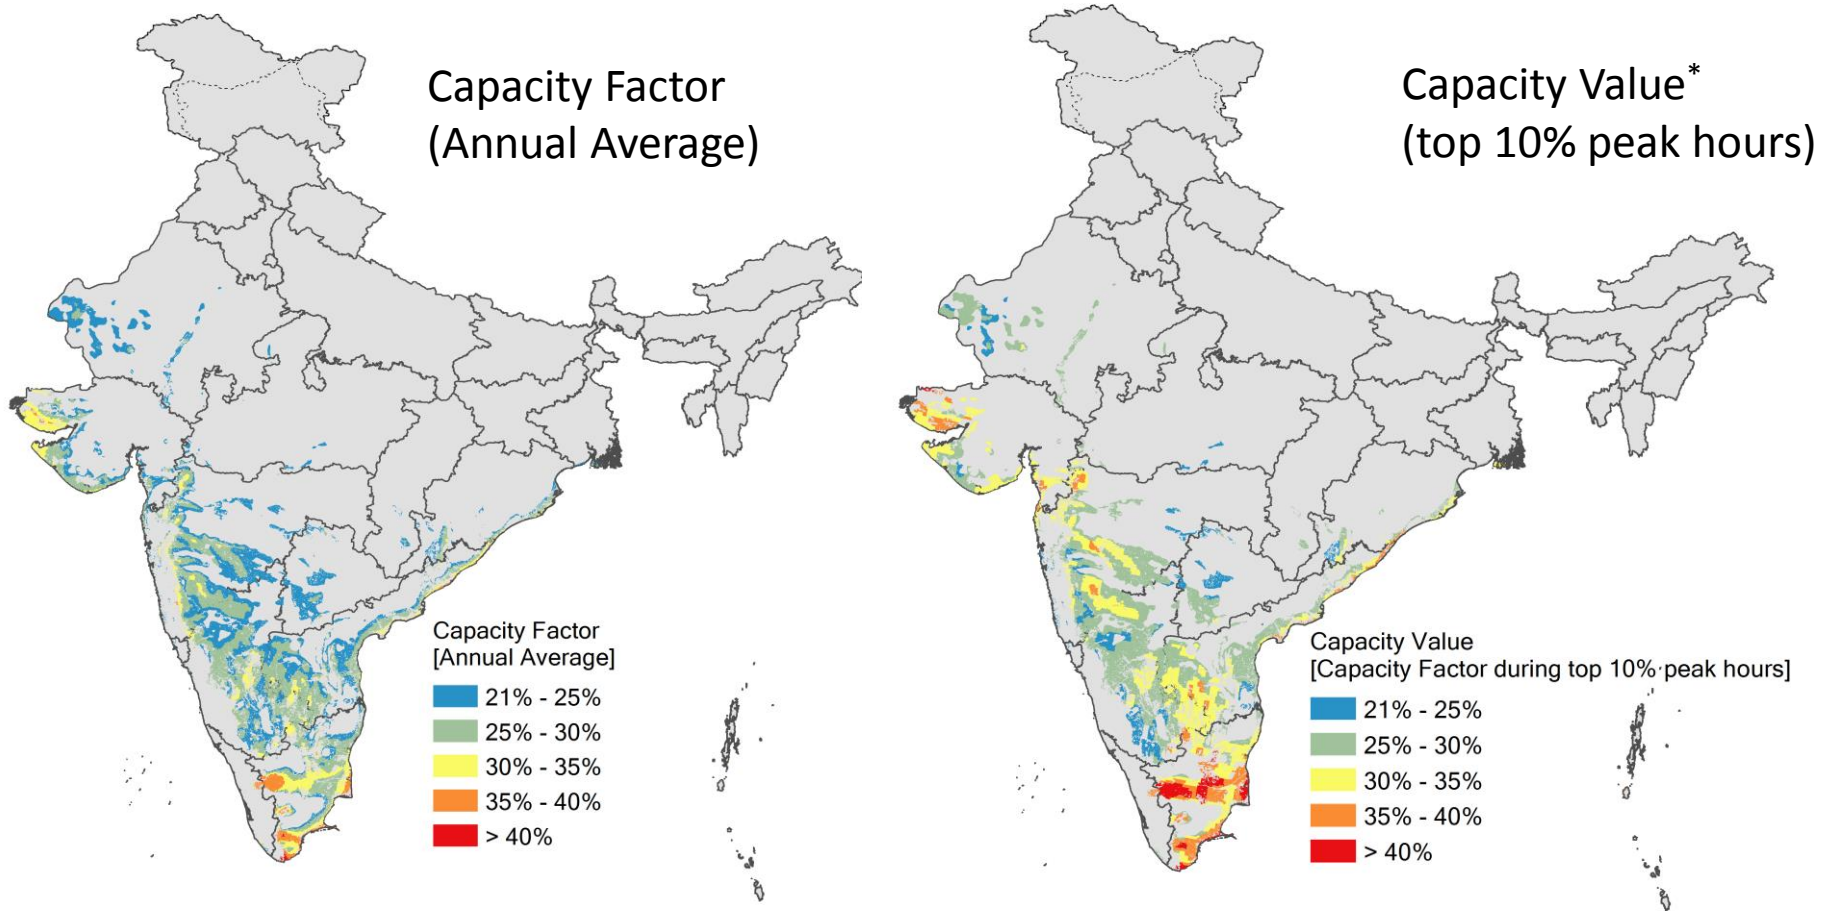 Capacity Factor
(Annual Average)
Capacity Factor
[Annual Average]
21% - 25%
25% - 30%
30% - 35%
35% - 40%
> 40%
Capacity Value*
(top 10% peak hours)
Capacity Value
[Capacity Factor during top 10% peak hours]
21% - 25%
25% - 30%
30% - 35%
35% - 40%
> 40%